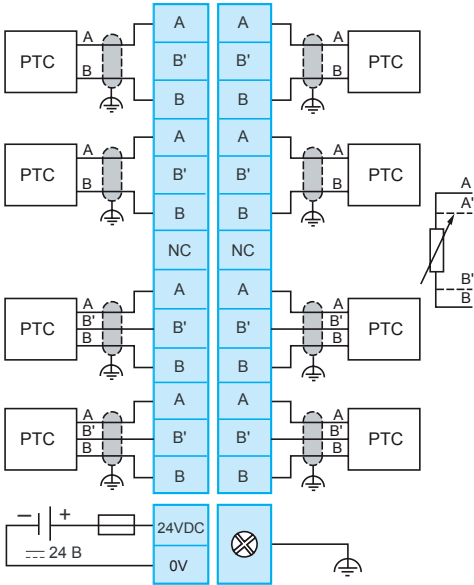 A A
PTC A B' B' A PTC
B B B B
A A
PTC A B' B' A PTC
B B B B
NC NC
A
A'
B'
B
A A
PTC A B' B' A PTC
B' B'
B B B B
A A
PTC A B' B' A PTC
B' B'
B B B B
− + 24VDC
24 В
0V